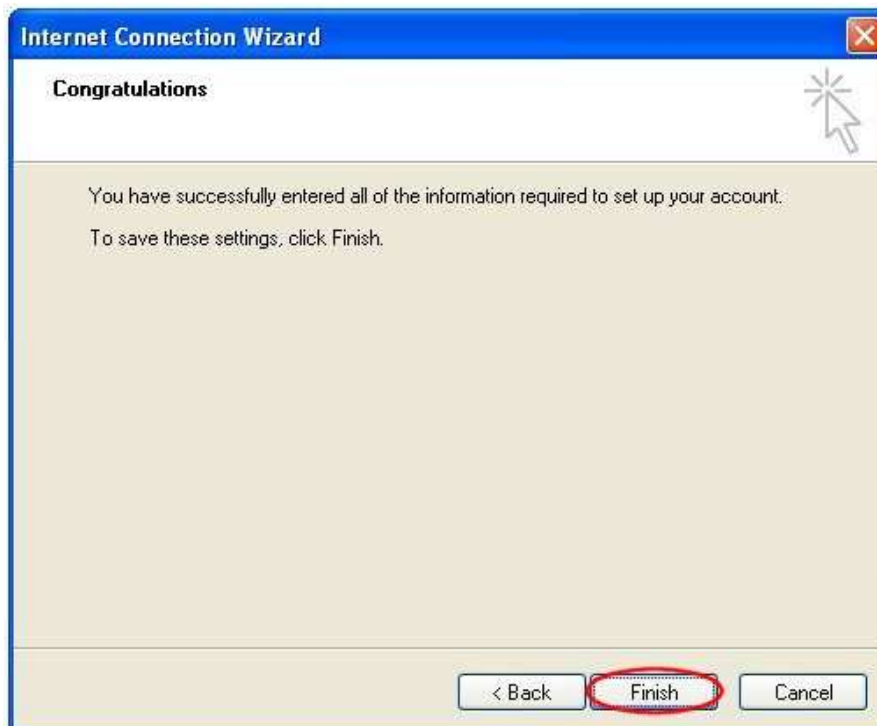 Internet Connection Wizard
Congratulations
You have successfully entered all of the information required to set up your account.
To save these settings, click Finish.
< Back
Finish
Cancel